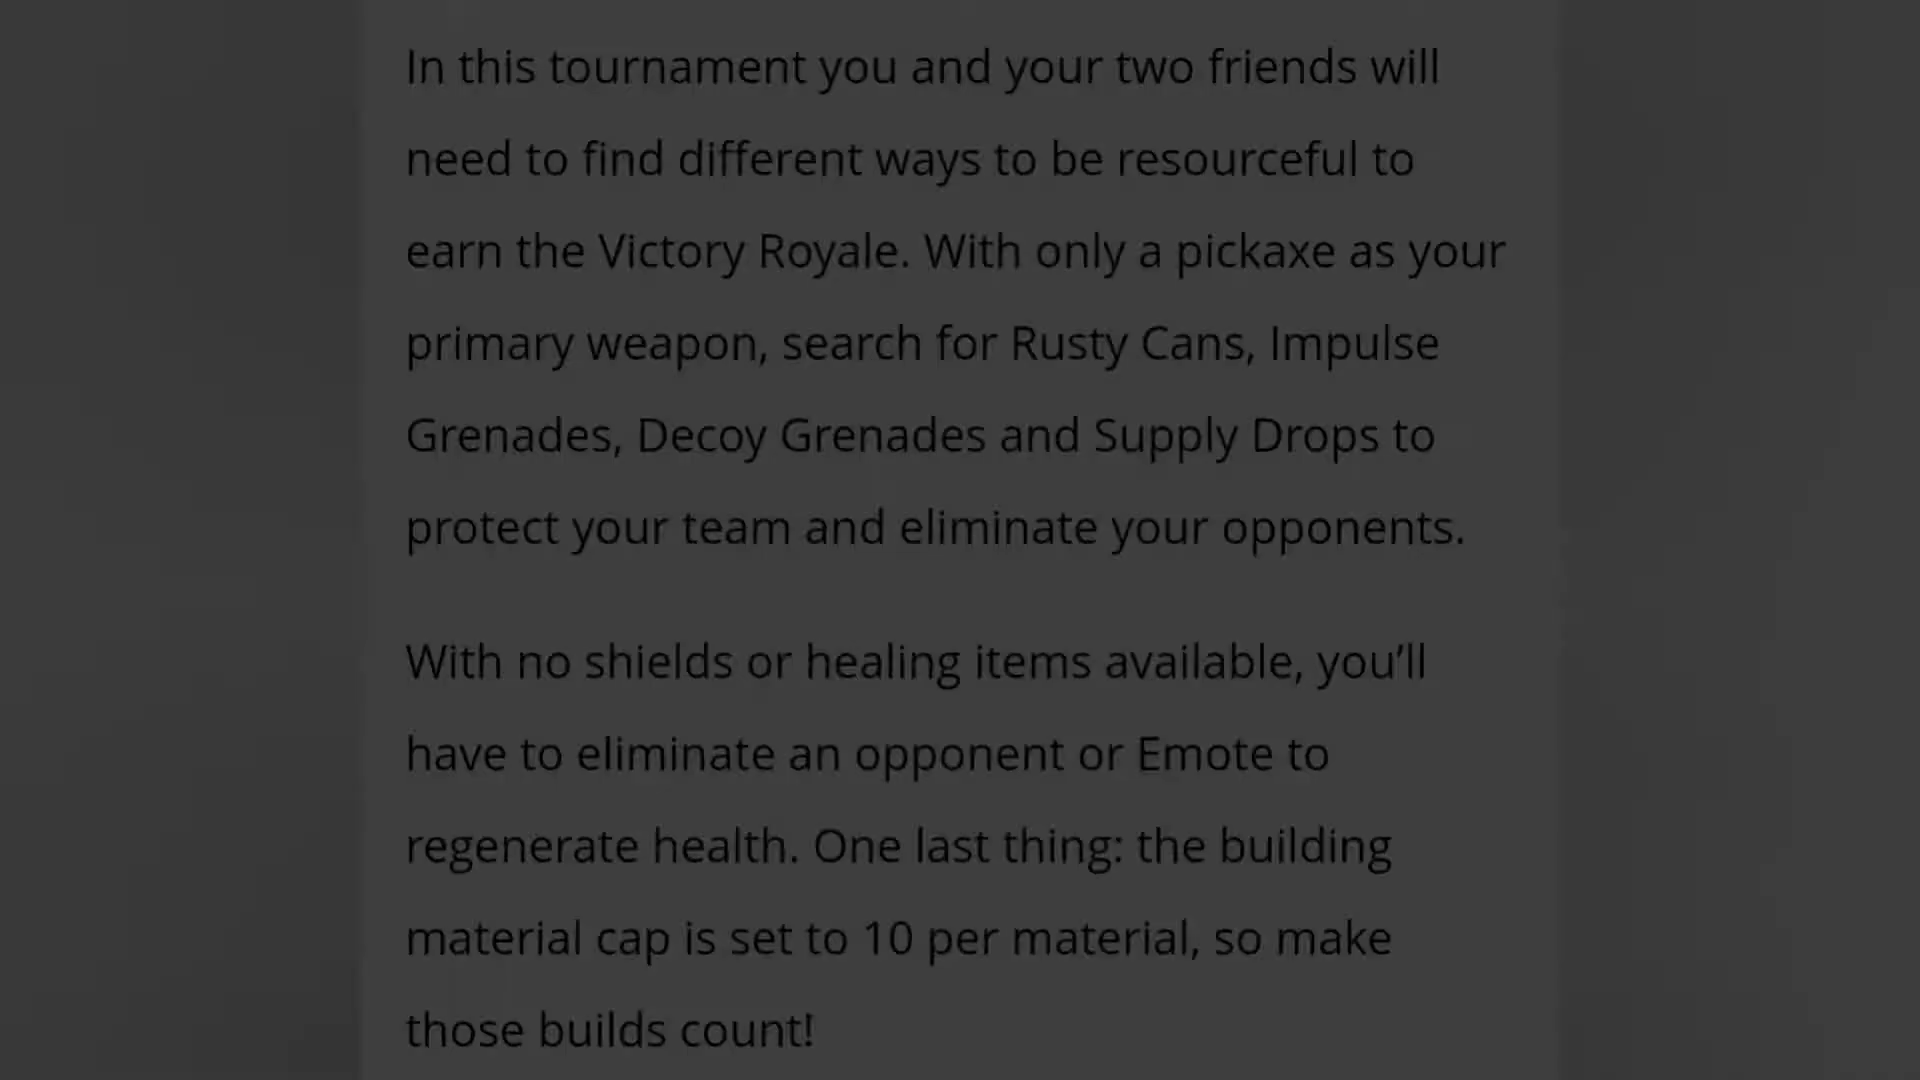 In this tournament you and your two friends will
need to find different ways to be resourceful to
earn the Victory Royale. With only a pickaxe as your
primary weapon, search for Rusty Cans, Impulse
Grenades, Decoy Grenades and Supply Drops to
protect your team and eliminate your opponents.
With no shields or healing items available, you’ll
have to eliminate an opponent or Emote to
regenerate health. One last thing: the building
material cap is set to 10 per material, so make
those builds count!